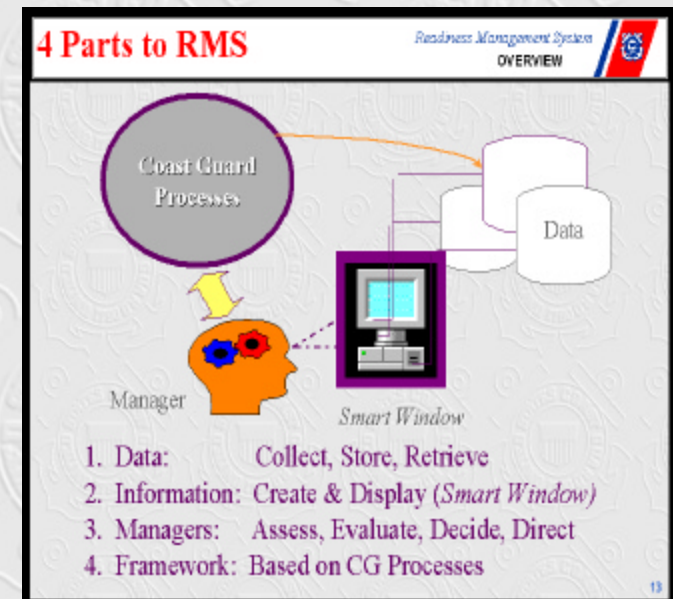 4 Parts to RMS
Readiness Management System
OVERVIEW
Coast Guard
Processes
Data
Manager
Smart Window
1. Data: Collect, Store, Retrieve
2. Information: Create & Display (Smart Window)
3. Managers: Assess, Evaluate, Decide, Direct
4. Framework: Based on CG Processes
13